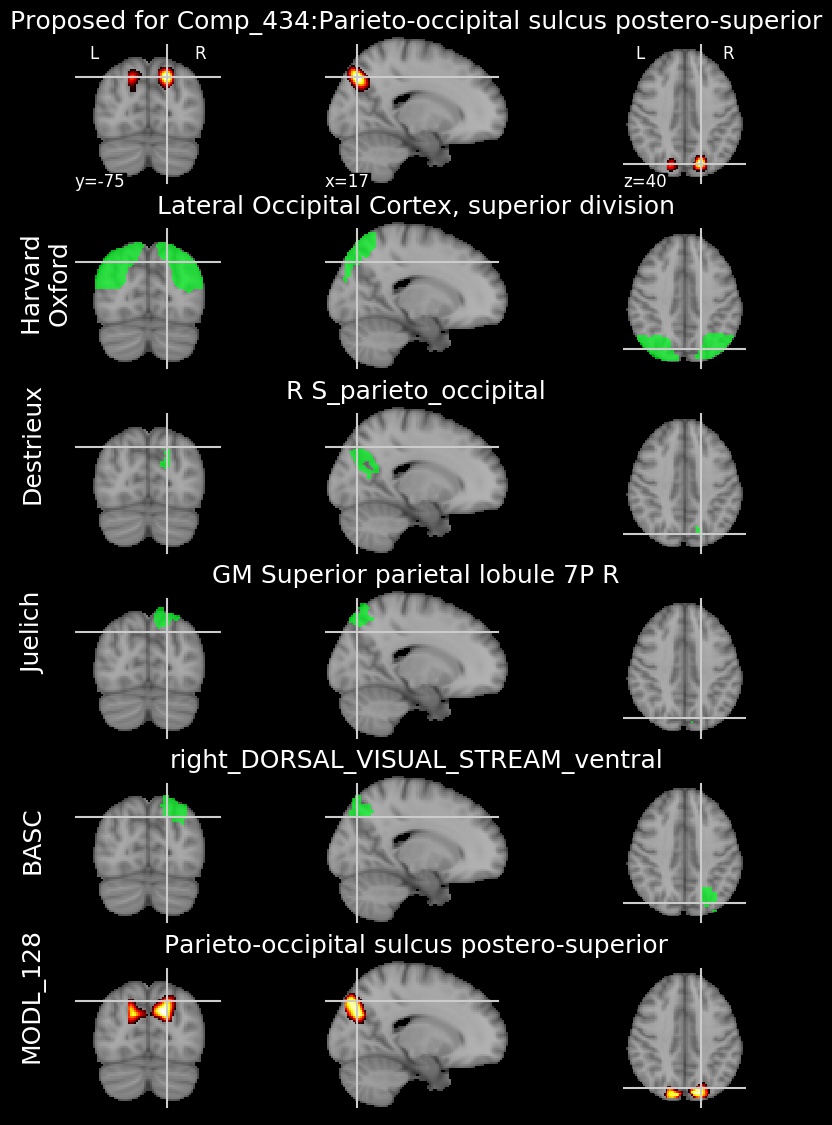 Proposed for Comp_434:Parieto-occipital sulcus postero-superior
L R L R
y=-75 x=17 z=40
Lateral Occipital Cortex, superior division
Harvard
Oxford
R S_parieto_occipital
Destrieux
GM Superior parietal lobule 7P R
Juelich
right_DORSAL_VISUAL_STREAM_ventral
BASC
Parieto-occipital sulcus postero-superior
MODL_128